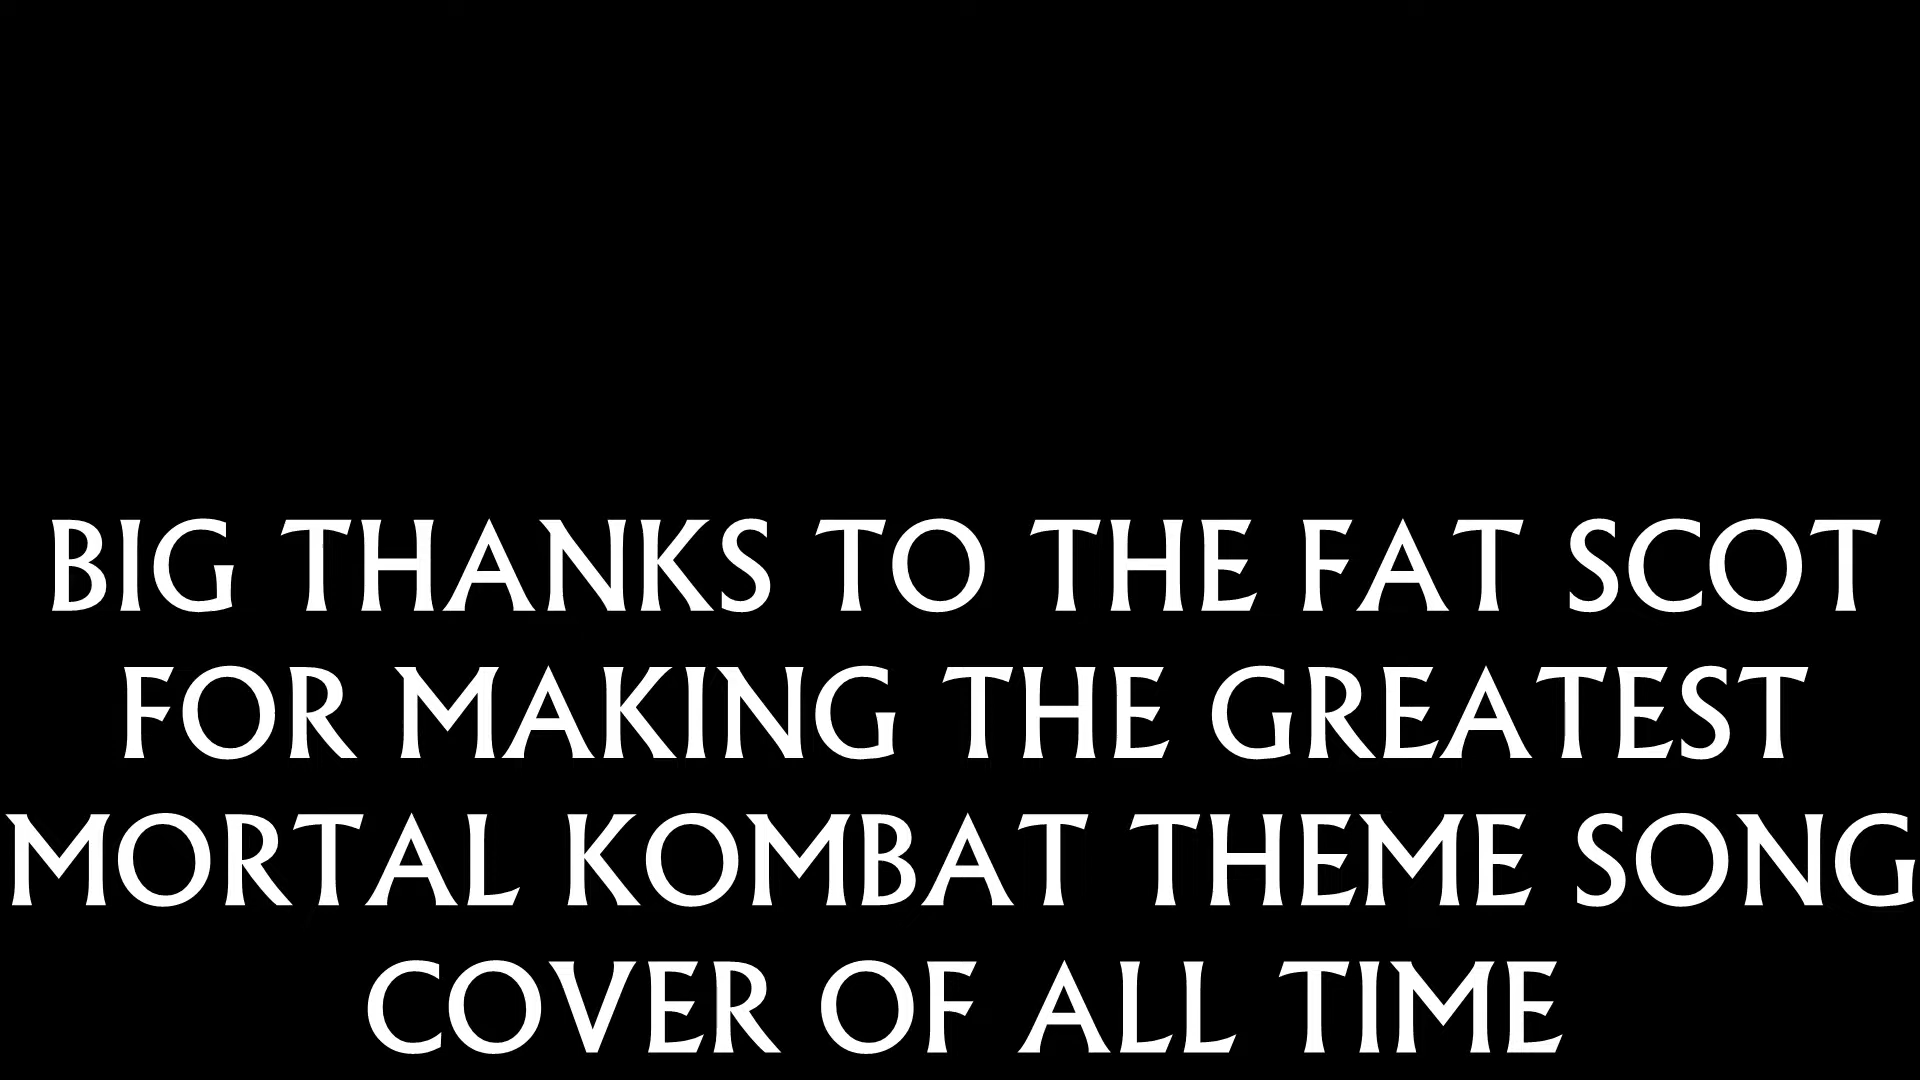 BIG THANKS TO THE FAT SCOT
FOR MAKING THE GREATEST
MORTAL KOMBAT THEME SONG
COVER OF ALL TIME